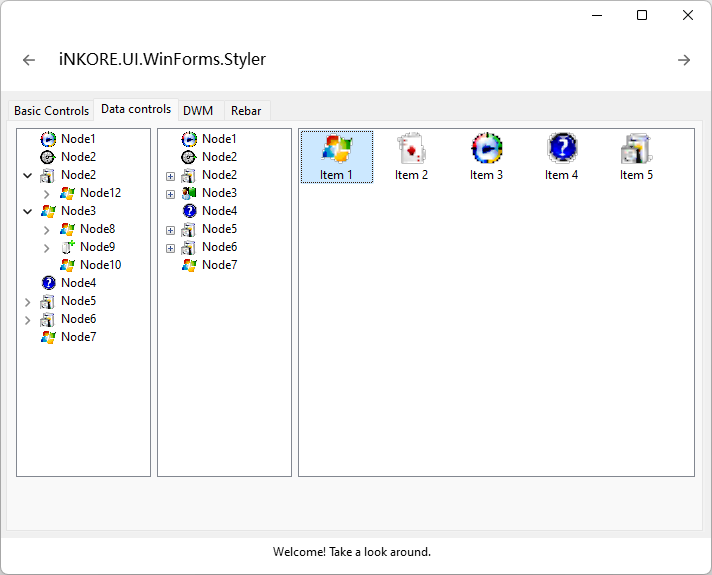 iNKORE.UI.WinForms.Styler
Basic Controls Data controls DWM Rebar
Node1
Node2
Node2
Node12
Node3
Node8
Node9
Node10
Node4
Node5
Node6
Node7
Node1
Node2
Node2
Node3
Node4
Node5
Node6
Node7
Item 1 Item 2 Item 3 Item 4 Item 5
Welcome! Take a look around.